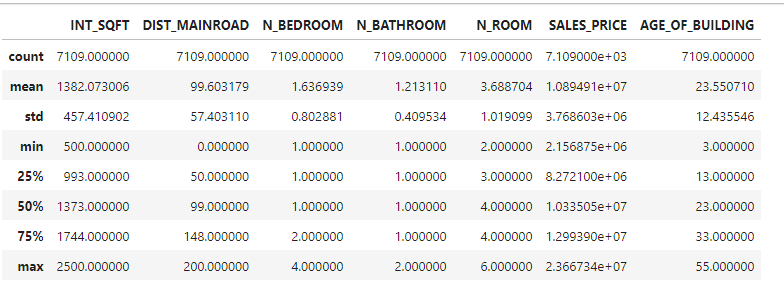 INT_SQFT DIST_MAINROAD N_BEDROOM N_BATHROOM N_ROOM SALES_PRICE AGE_OF_BUILDING
count 7109.000000 7109.000000 7109.000000 7109.000000 7109.000000 7.109000e+03 7109.000000
mean 1382.073006 99.603179 1.636939 1.213110 3.688704 1.089491e+07 23.550710
std 457.410902 57.403110 0.802881 0.409534 1.019099 3.768603e+06 12.435546
min 500.000000 0.000000 1.000000 1.000000 2.000000 2.156875e+06 3.000000
25% 993.000000 50.000000 1.000000 1.000000 3.000000 8.272100e+06 13.000000
50% 1373.000000 99.000000 1.000000 1.000000 4.000000 1.033505e+07 23.000000
75% 1744.000000 148.000000 2.000000 1.000000 4.000000 1.299390e+07 33.000000
max 2500.000000 200.000000 4.000000 2.000000 6.000000 2.366734e+07 55.000000